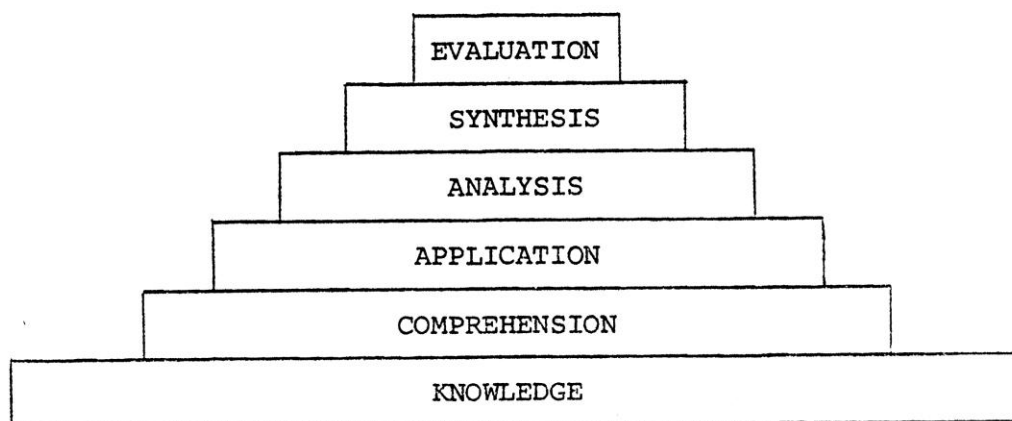 EVALUATION
SYNTHESIS
ANALYSIS
APPLICATION
COMPREHENSION
KNOWLEDGE